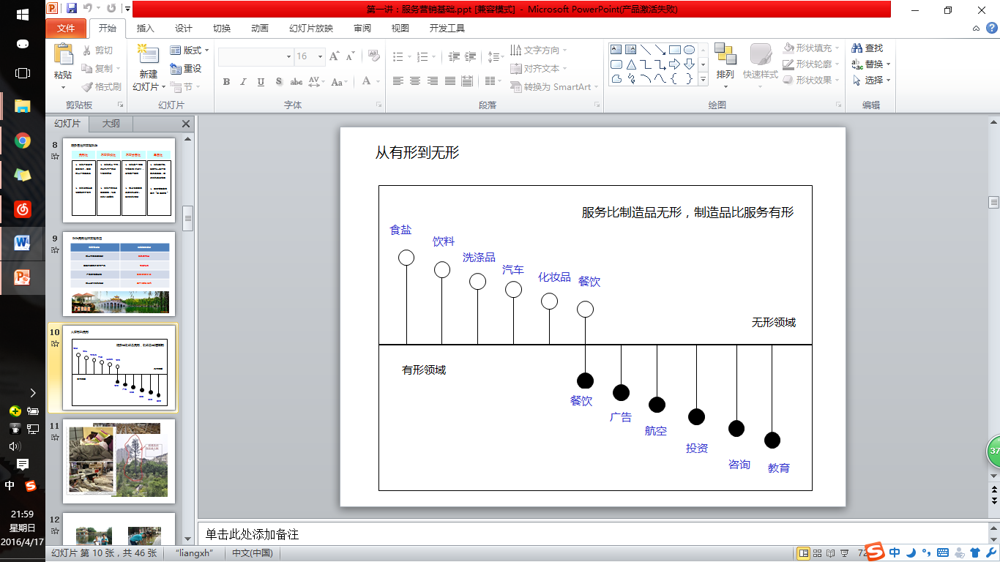 第一讲：服务营销基础.ppt [兼容模式] - Microsoft PowerPoint(产品激活失败)
文件 开始 插入 设计 切换 动画 幻灯片放映 审阅 视图 开发工具
粘贴
剪切
复制
格式刷
剪贴板
新建
幻灯片
版式
重设
节
幻灯片
16
B I U S abc AV Aa A
字体
文字方向
对齐文本
转换为 SmartArt
段落
排列
快速样式
形状填充
形状轮廓
形状效果
绘图
查找
替换
选择
编辑
幻灯片 大纲
8
9
10
11
12
从有形到无形
服务比制造品无形，制造品比服务有形
食盐
饮料
洗涤品
汽车
化妆品
餐饮
无形领域
有形领域
餐饮
广告
航空
投资
咨询
教育
37
单击此处添加备注
幻灯片 第 10 张，共 46 张
"liangxh"
中文(中国)
72
中
中
21:59
星期日
2016/4/17